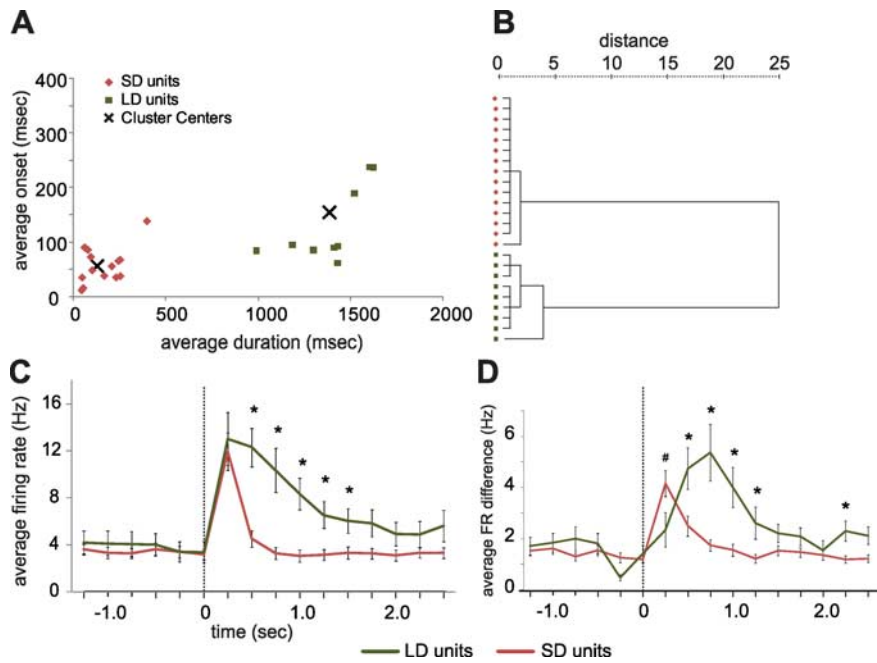 A
average onset (msec)
400
300
200
100
0
SD units
LD units
Cluster Centers
0 500 1000 1500 2000
average duration (msec)
B
distance
0 5 10 15 20 25
C
average firing rate (Hz)
16
12
8
4
0
* * * * *
-1.0 0 1.0 2.0
time (sec)
D
average FR difference (Hz)
6
4
2
0
# * * * * *
-1.0 0 1.0 2.0
LD units SD units